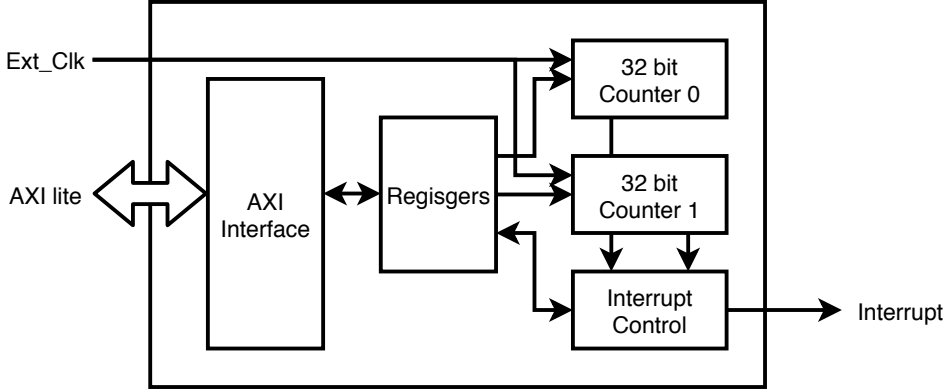 Ext_Clk
32 bit
Counter 0
AXI lite
AXI
Interface
Regisgers
32 bit
Counter 1
Interrupt
Control
Interrupt